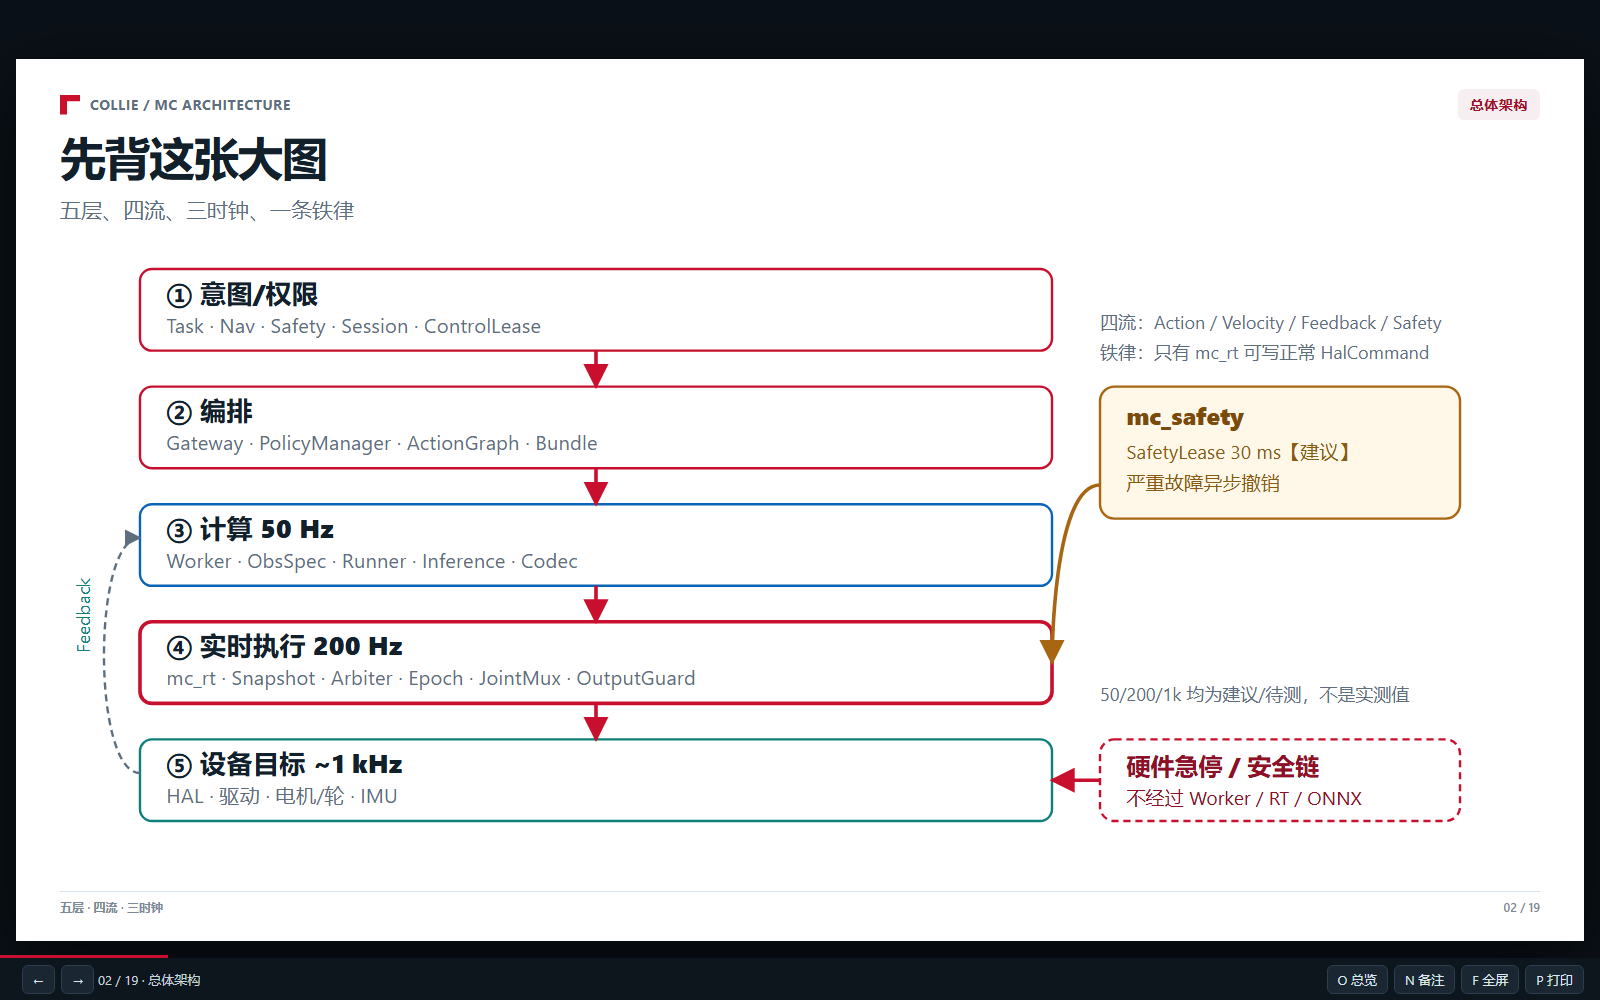 COLLIE / MC ARCHITECTURE
总体架构
先背这张大图
五层、四流、三时钟、一条铁律
① 意图/权限
Task · Nav · Safety · Session · ControlLease
四流：Action / Velocity / Feedback / Safety
铁律：只有 mc_rt 可写正常 HalCommand
② 编排
Gateway · PolicyManager · ActionGraph · Bundle
mc_safety
SafetyLease 30 ms【建议】
严重故障异步撤销
③ 计算 50 Hz
Worker · ObsSpec · Runner · Inference · Codec
Feedback
④ 实时执行 200 Hz
mc_rt · Snapshot · Arbiter · Epoch · JointMux · OutputGuard
50/200/1k 均为建议/待测，不是实测值
⑤ 设备目标 ~1 kHz
HAL · 驱动 · 电机/轮 · IMU
硬件急停 / 安全链
不经过 Worker / RT / ONNX
五层 · 四流 · 三时钟
02 / 19
← → 02 / 19 · 总体架构
O 总览 N 备注 F 全屏 P 打印